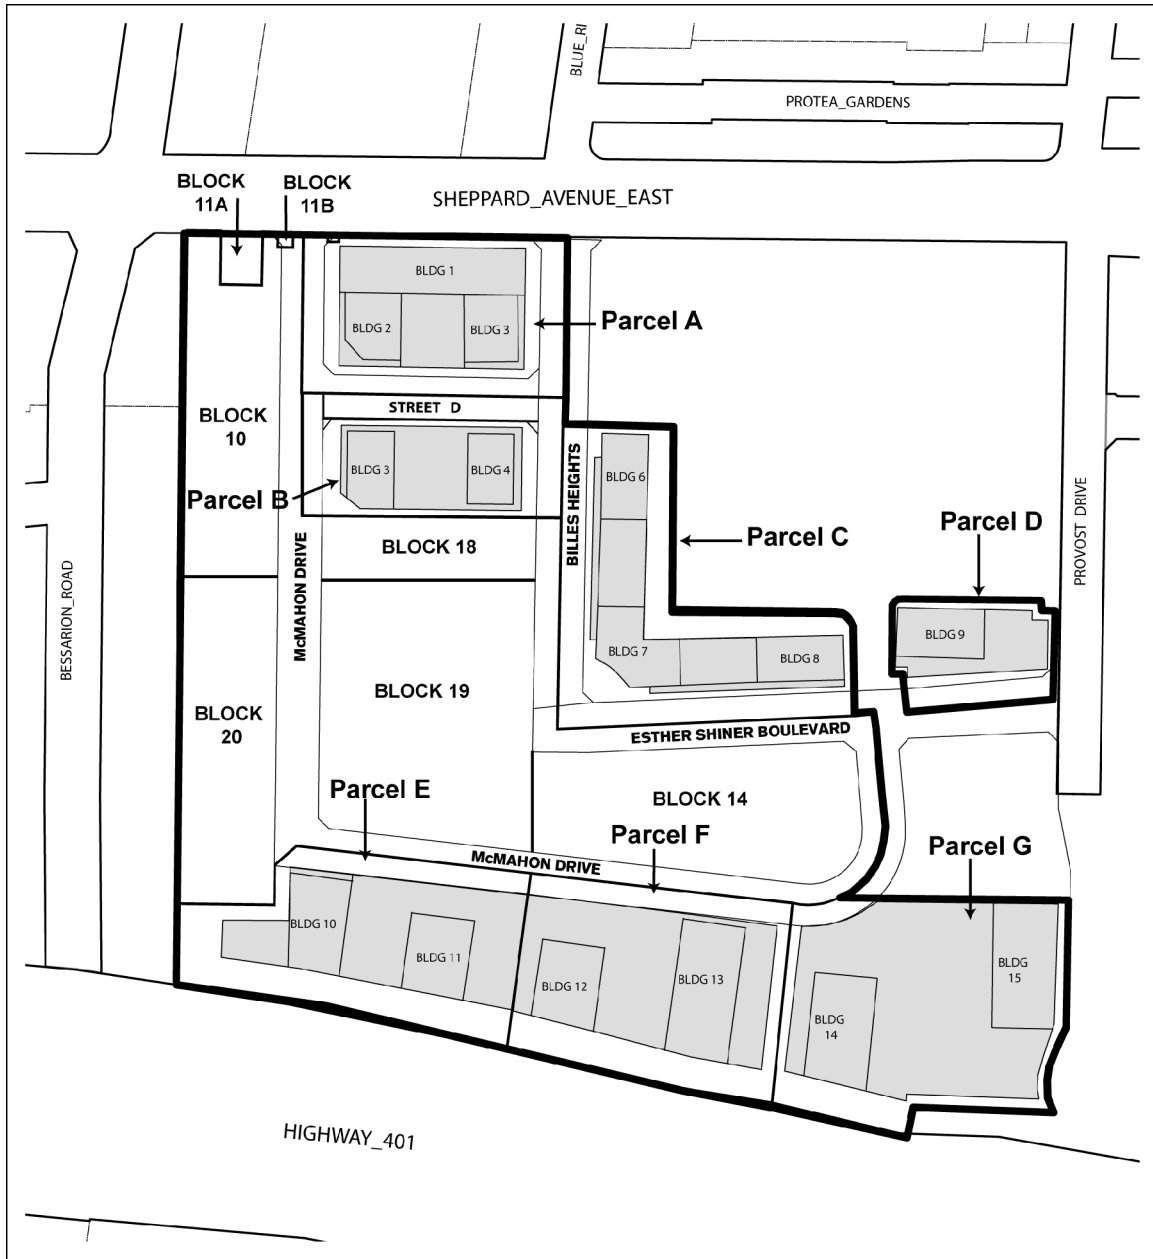 BLUE_RI
PROTEA_GARDENS
BLOCK
11A
BLOCK
11B
SHEPPARD_AVENUE_EAST
BLDG 1
BLDG 2
BLDG 3
Parcel A
STREET D
BLOCK
10
BLDG 3
BLDG 4
Parcel B
BILLES HEIGHTS
BLDG 6
Parcel C
Parcel D
PROVOST DRIVE
BLOCK 18
McMAHON DRIVE
BESSARION_ROAD
BLDG 7
BLDG 8
BLDG 9
BLOCK 19
BLOCK
20
ESTHER SHINER BOULEVARD
Parcel E
BLOCK 14
Parcel F
Parcel G
McMAHON DRIVE
BLDG 10
BLDG 11
BLDG 12
BLDG 13
BLDG
14
BLDG
15
HIGHWAY_401